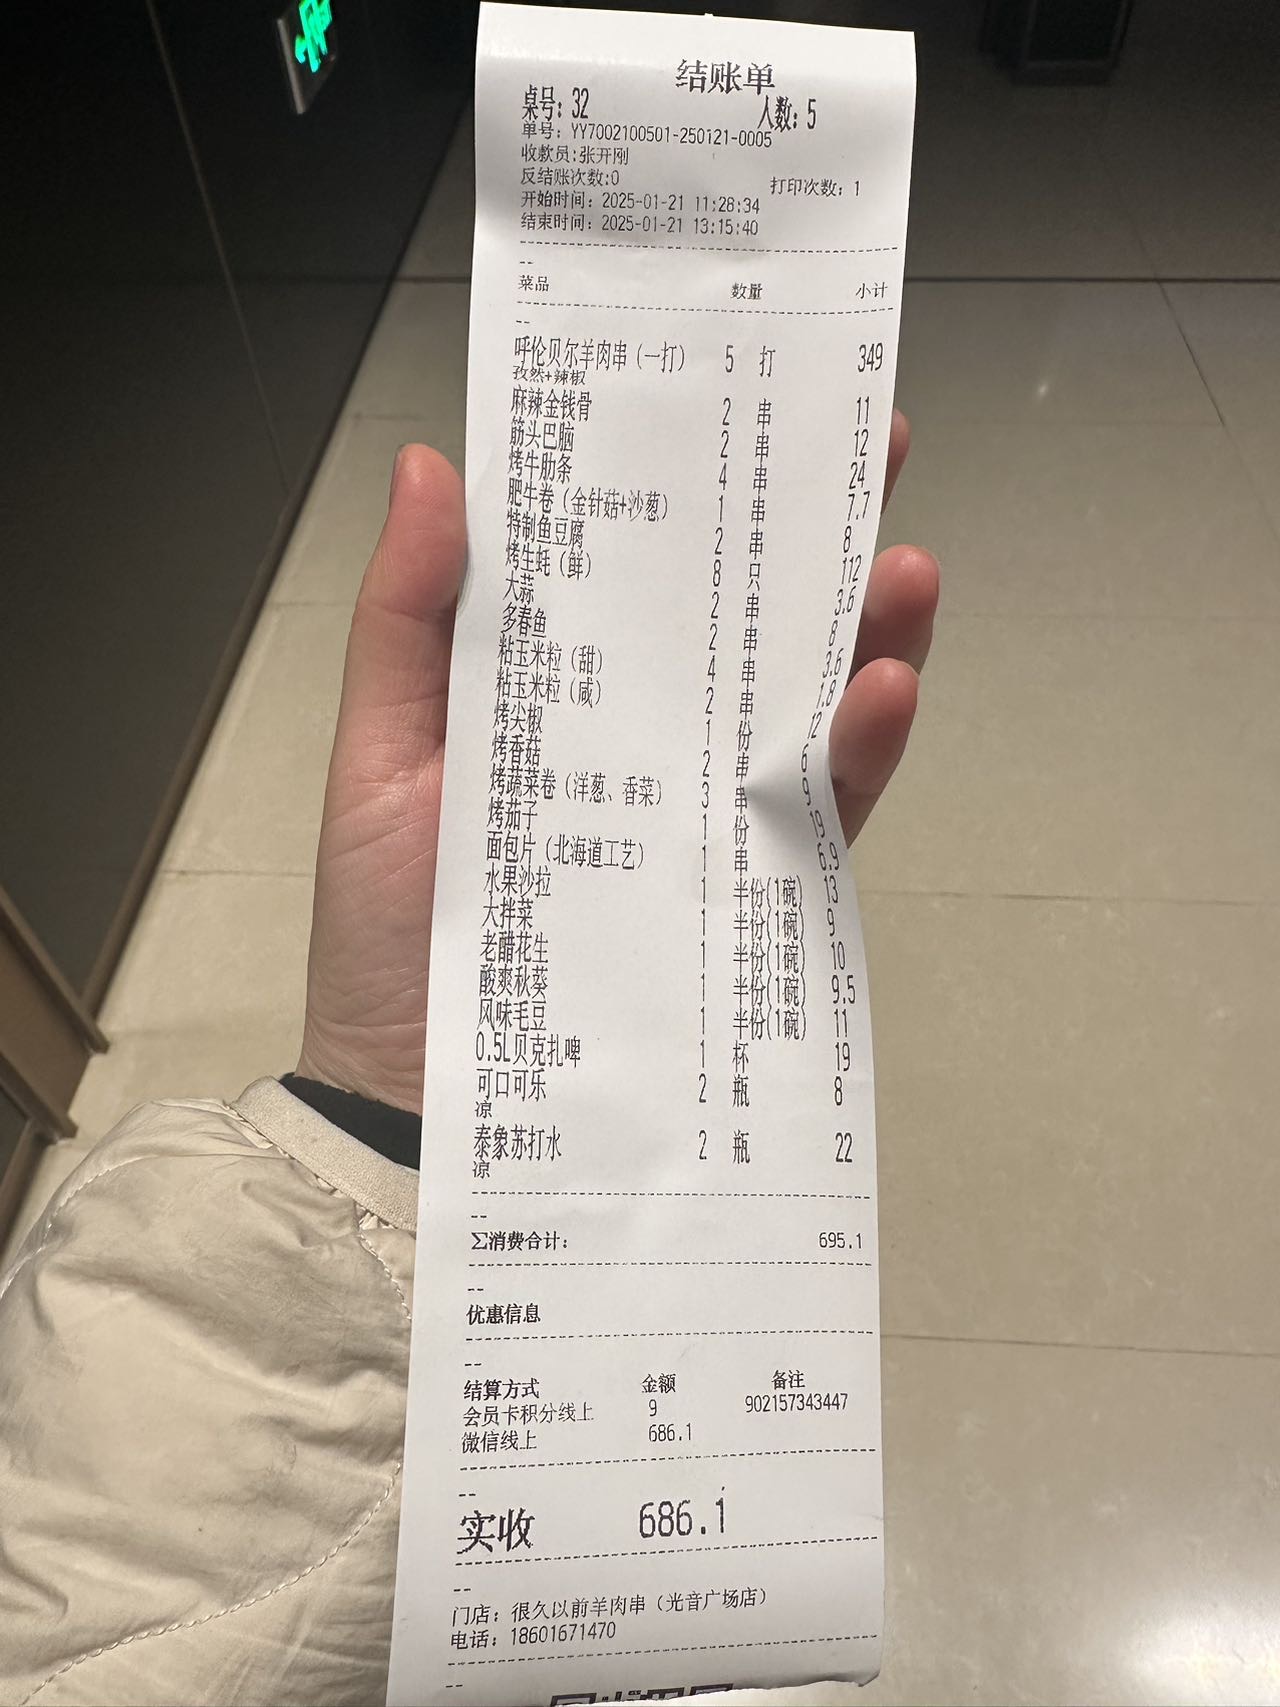 结账单
桌号：32 人数：5
单号：YY7002100501-250121-0005
收款员:张开刚
反结账次数:0 打印次数：1
开始时间：2025-01-21 11:28:34
结束时间：2025-01-21 13:15:40
--
菜品 数量 小计
--
呼伦贝尔羊肉串（一打） 5 打 349
孜然+辣椒
麻辣金钱骨 2 串 11
筋头巴脑 2 串 12
烤牛肋条 4 串 24
肥牛卷（金针菇+沙葱） 1 串 7.7
特制鱼豆腐 2 串 8
烤生蚝（鲜） 8 只 112
大蒜 2 串 3.6
多春鱼 2 串 8
粘玉米粒（甜） 4 串 3.6
粘玉米粒（咸） 2 串 1.8
烤尖椒 1 份 12
烤香菇 2 串 6
烤蔬菜卷（洋葱、香菜） 3 串 9
烤茄子 1 份 19
面包片（北海道工艺） 1 串 6.9
水果沙拉 1 半份(1碗) 13
大拌菜 1 半份(1碗) 9
老醋花生 1 半份(1碗) 10
酸爽秋葵 1 半份(1碗) 9.5
风味毛豆 1 半份(1碗) 11
0.5L贝克扎啤 1 杯 19
可口可乐 2 瓶 8
凉
泰象苏打水 2 瓶 22
凉
--
∑消费合计： 695.1
--
优惠信息
--
结算方式 金额 备注
会员卡积分线上 9 902157343447
微信线上 686.1
--
实收 686.1
--
门店：很久以前羊肉串（光音广场店）
电话：18601671470
--